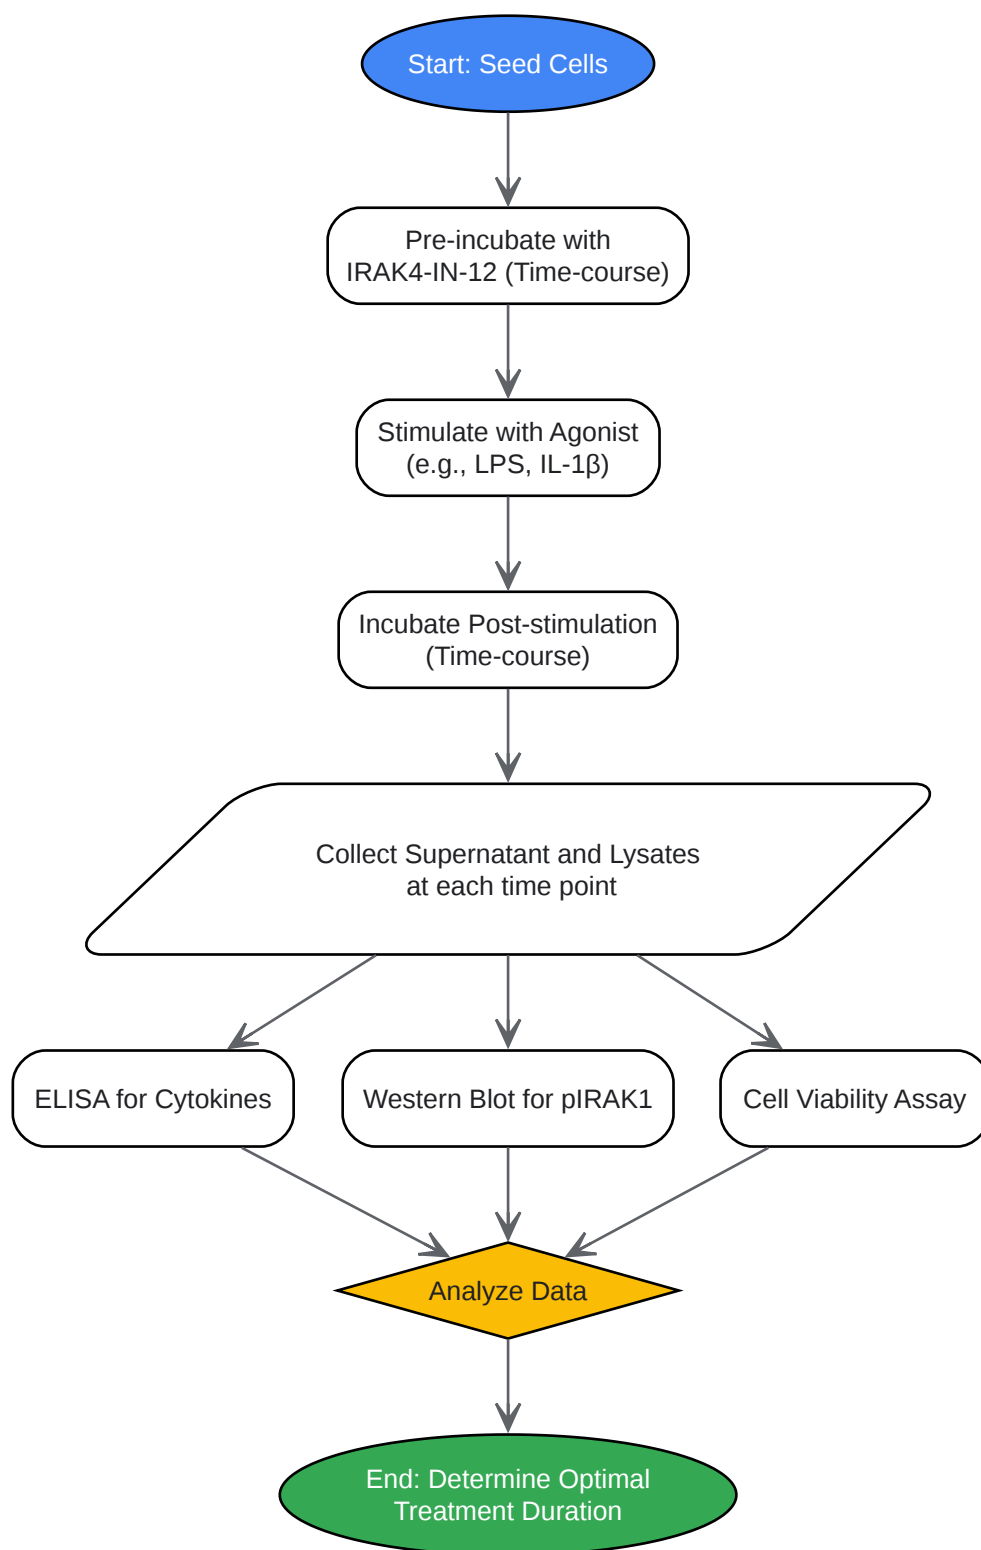 Start: Seed Cells
Pre-incubate with
IRAK4-IN-12 (Time-course)
Stimulate with Agonist
(e.g., LPS, IL-1β)
Incubate Post-stimulation
(Time-course)
Collect Supernatant and Lysates
at each time point
ELISA for Cytokines
Western Blot for pIRAK1
Cell Viability Assay
Analyze Data
End: Determine Optimal
Treatment Duration